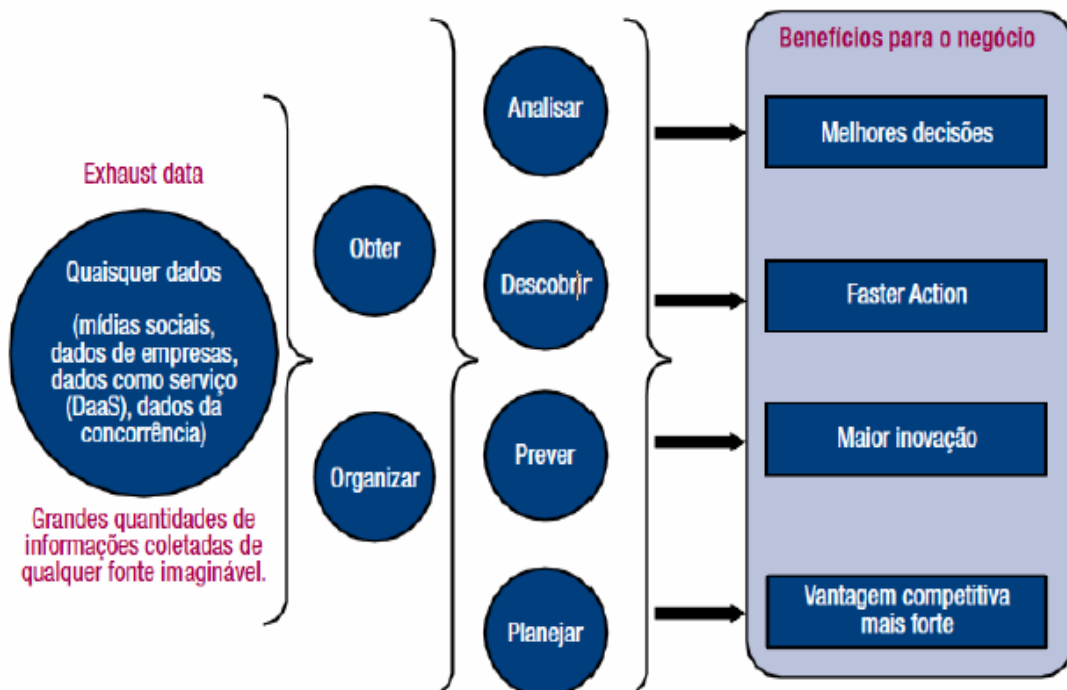 Exhaust data
Quaisquer dados
(mídias sociais,
dados de empresas,
dados como serviço
(DaaS), dados da
concorrência)
Grandes quantidades de
informações coletadas de
qualquer fonte imaginável.
Obter
Organizar
Analisar
Descobrir
Prever
Planejar
Benefícios para o negócio
Melhores decisões
Faster Action
Maior inovação
Vantagem competitiva
mais forte